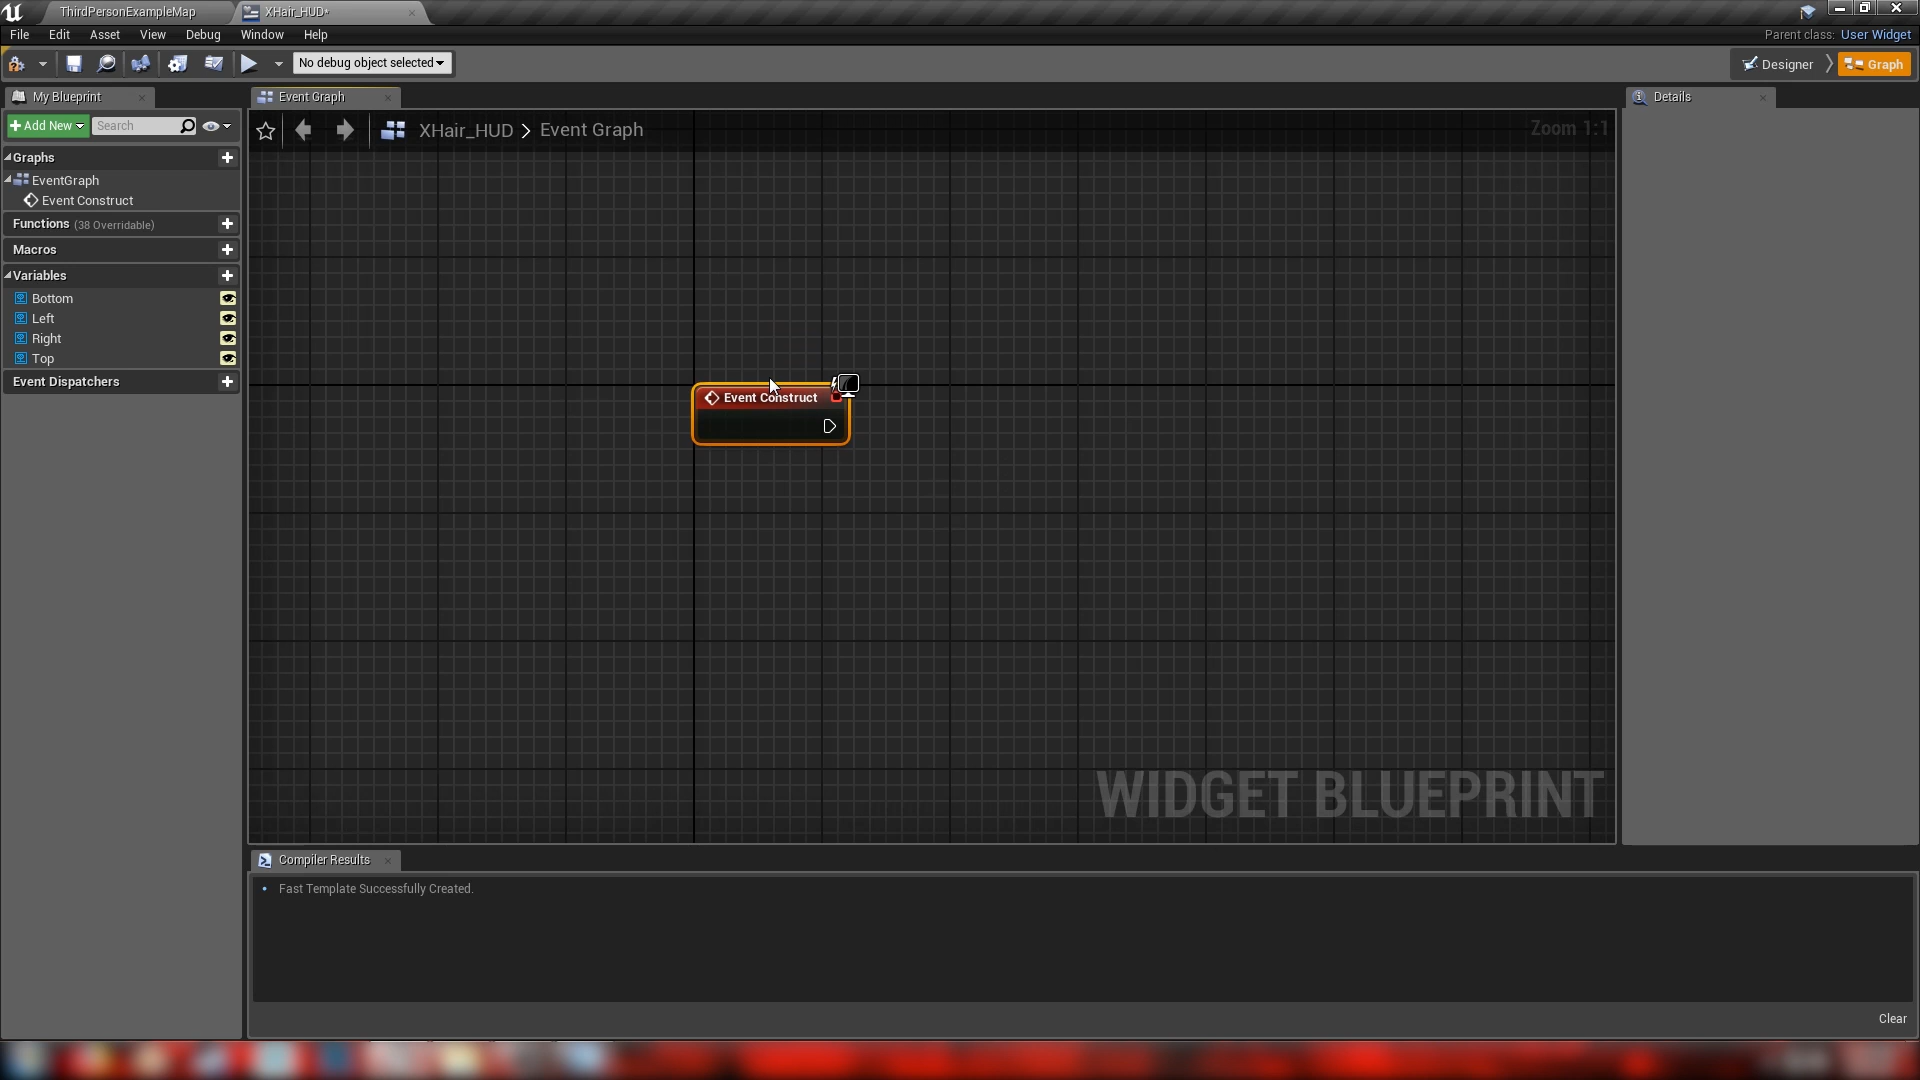 ThirdPersonExampleMap
XHair_HUD*
File Edit Asset View Debug Window Help
Parent class: User Widget
No debug object selected
Designer
Graph
My Blueprint
Event Graph
Details
Add New
Search
XHair_HUD > Event Graph
Zoom 1:1
Graphs
EventGraph
Event Construct
Functions (38 Overridable)
Macros
Variables
Bottom
Left
Right
Top
Event Dispatchers
Event Construct
WIDGET BLUEPRINT
Compiler Results
• Fast Template Successfully Created.
Clear